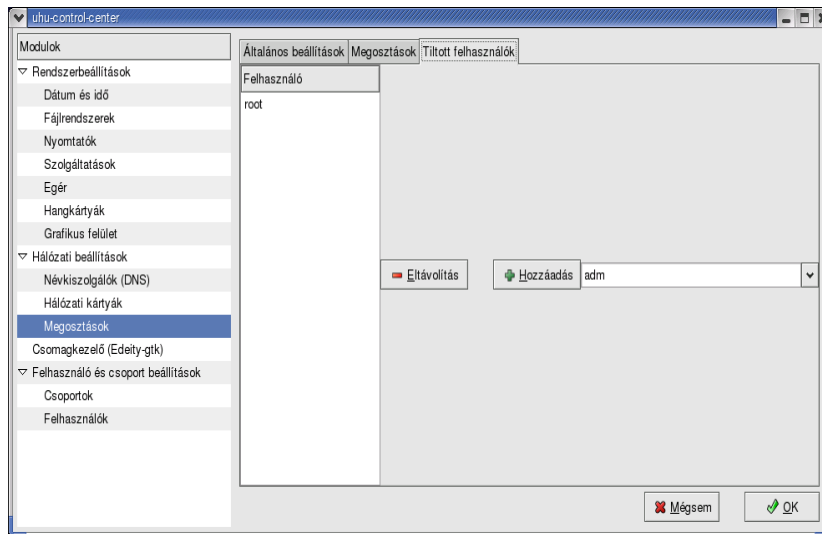 uhu-control-center
Modulok
Rendszerbeállítások
Dátum és idő
Fájlrendszerek
Nyomtatók
Szolgáltatások
Egér
Hangkártyák
Grafikus felület
Hálózati beállítások
Névkiszolgálók (DNS)
Hálózati kártyák
Megosztások
Csomagkezelő (Edeity-gtk)
Felhasználó és csoport beállítások
Csoportok
Felhasználók
Általános beállítások Megosztások Tiltott felhasználók
Felhasználó
root
Eltávolítás Hozzáadás adm
Mégsem OK